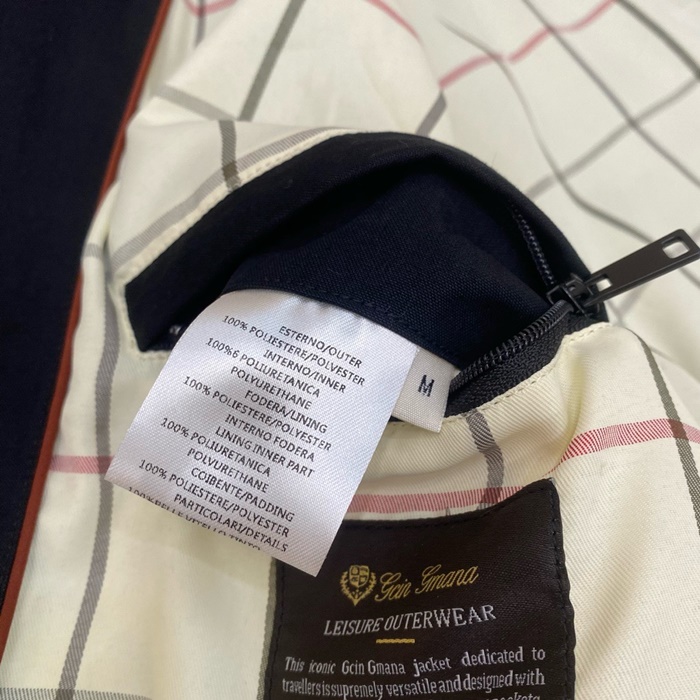 ESTERNO/OUTER
100% POLIESTERE/POLYVESTER
INTERNO/INNER
100%6 POLIURETANICA
POLYURETHANE
FODERA/LINING
100% POLIESTERE/POLYESTER
INTERNO FODERA
LINING INNER PART
100% POLIURETANICA
POLYURETHANE
COIBENTE/PADDING
100% POLIESTERE/POLYESTER
PARTICOLARI/DETAILS
M
Gcin Gmana
LEISURE OUTERWEAR
This iconic Gcin Gmana jacket dedicated to
travellers is supremely versatile and designed with